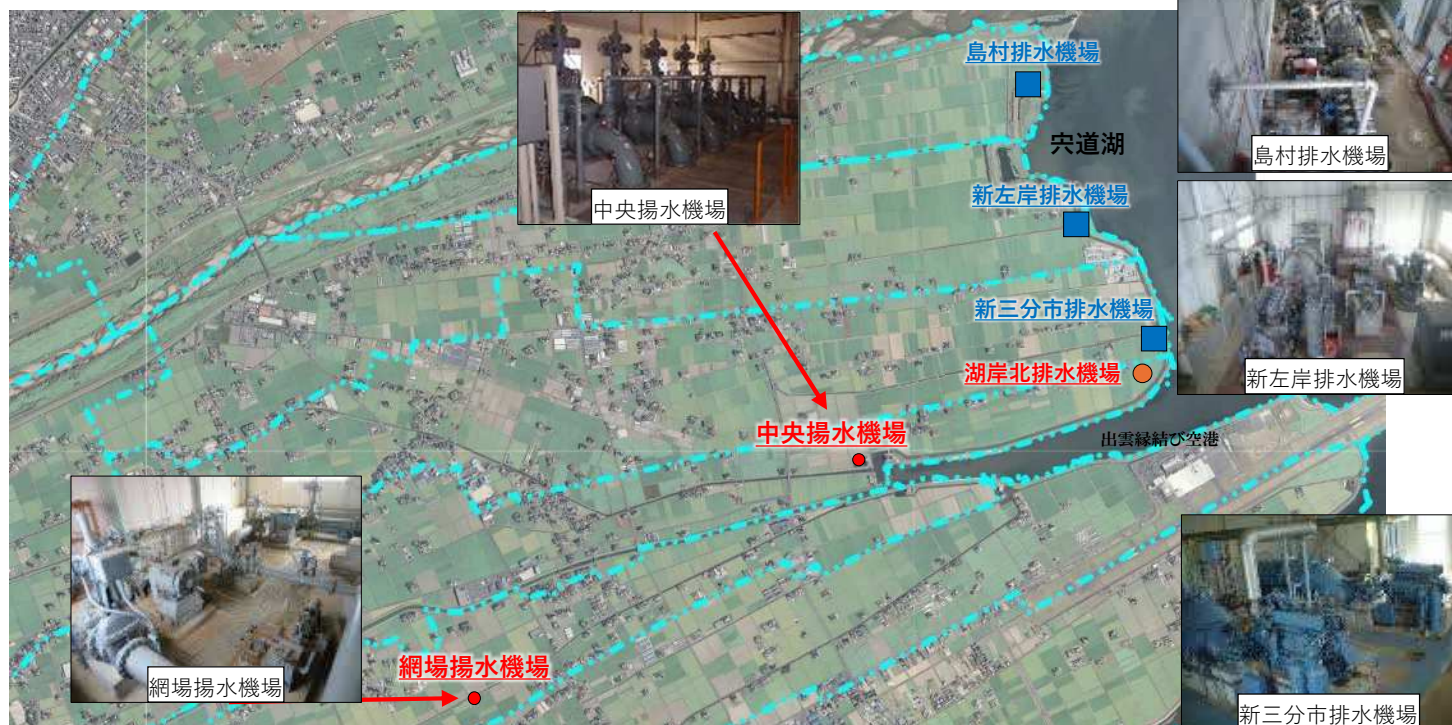 島村排水機場
宍道湖
島村排水機場
中央揚水機場
新左岸排水機場
新三分市排水機場
新左岸排水機場
湖岸北排水機場
中央揚水機場
出雲縁結び空港
網場揚水機場
網場揚水機場
新三分市排水機場